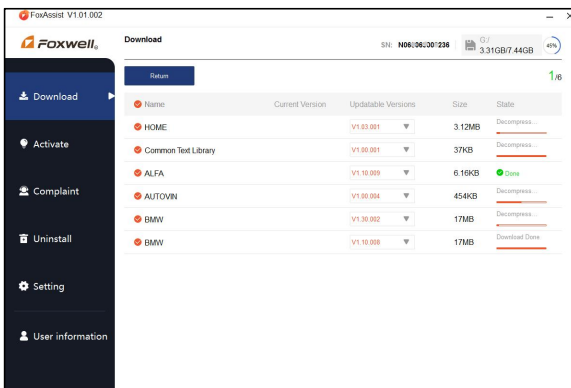 FoxAssist V1.01.002
FOXWELL®
Download
SN:
G:/
3.31GB/7.44GB
45%
Return
1/6
Download
Activate
Complaint
Uninstall
Setting
User information
Name Current Version Updatable Versions Size State
HOME V1.03.001 3.12MB Decompress...
Common Text Library V1.00.001 37KB Decompress...
ALFA V1.10.009 6.16KB Done
AUTOVIN V1.00.004 454KB Decompress...
BMW V1.30.002 17MB Decompress...
BMW V1.10.008 17MB Download Done